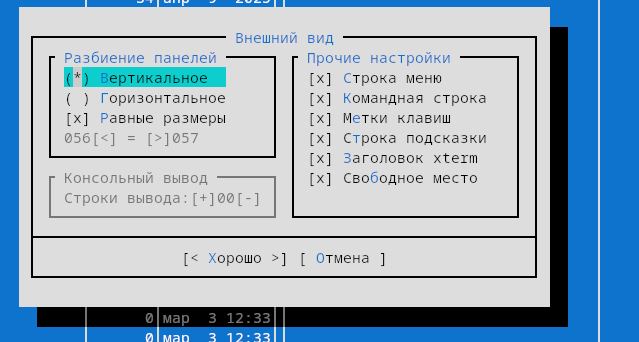 34 апр 9 2025
Внешний вид
Разбиение панелей
(*) Вертикальное
( ) Горизонтальное
[x] Равные размеры
056[<] = [>]057
Консольный вывод
Строки вывода:[+]00[-]
Прочие настройки
[x] Строка меню
[x] Командная строка
[x] Метки клавиш
[x] Строка подсказки
[x] Заголовок xterm
[x] Свободное место
[< Хорошо >] [ Отмена ]
0 мар 3 12:33
0 мар 3 12:33